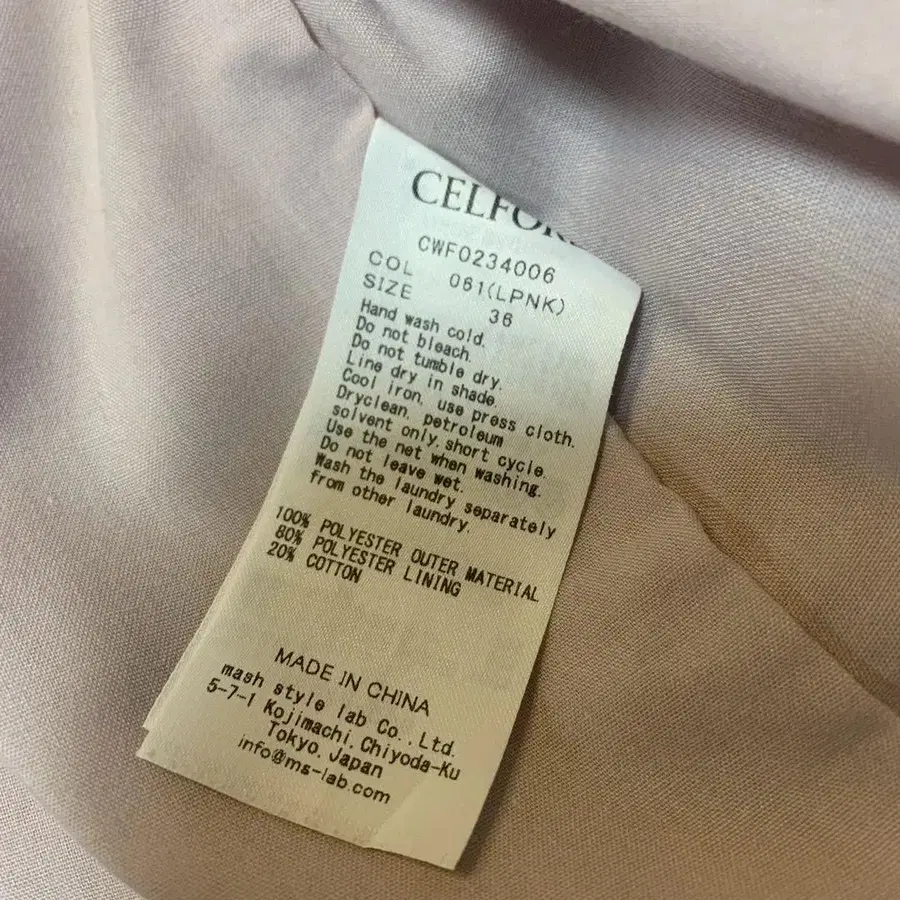 CELFORD
CWF0234006
COL 061(LPNK)
SIZE 36
Hand wash cold.
Do not bleach.
Do not tumble dry.
Line dry in shade.
Cool iron, use press cloth.
Dryclean, petroleum
solvent only,short cycle.
Use the net when washing.
Do not leave wet.
Wash the laundry separately
from other laundry.
100% POLYESTER OUTER MATERIAL
80% POLYESTER LINING
20% COTTON
MADE IN CHINA
mash style lab Co.,Ltd.
5-7-1 Kojimachi,Chiyoda-Ku
Tokyo,Japan
info@ms-lab.com